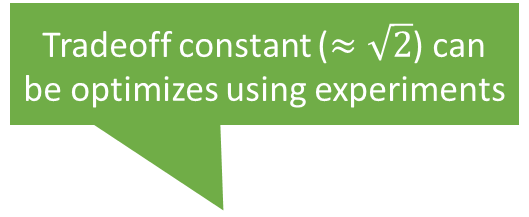 Tradeoff constant (≈ √2) can
be optimizes using experiments